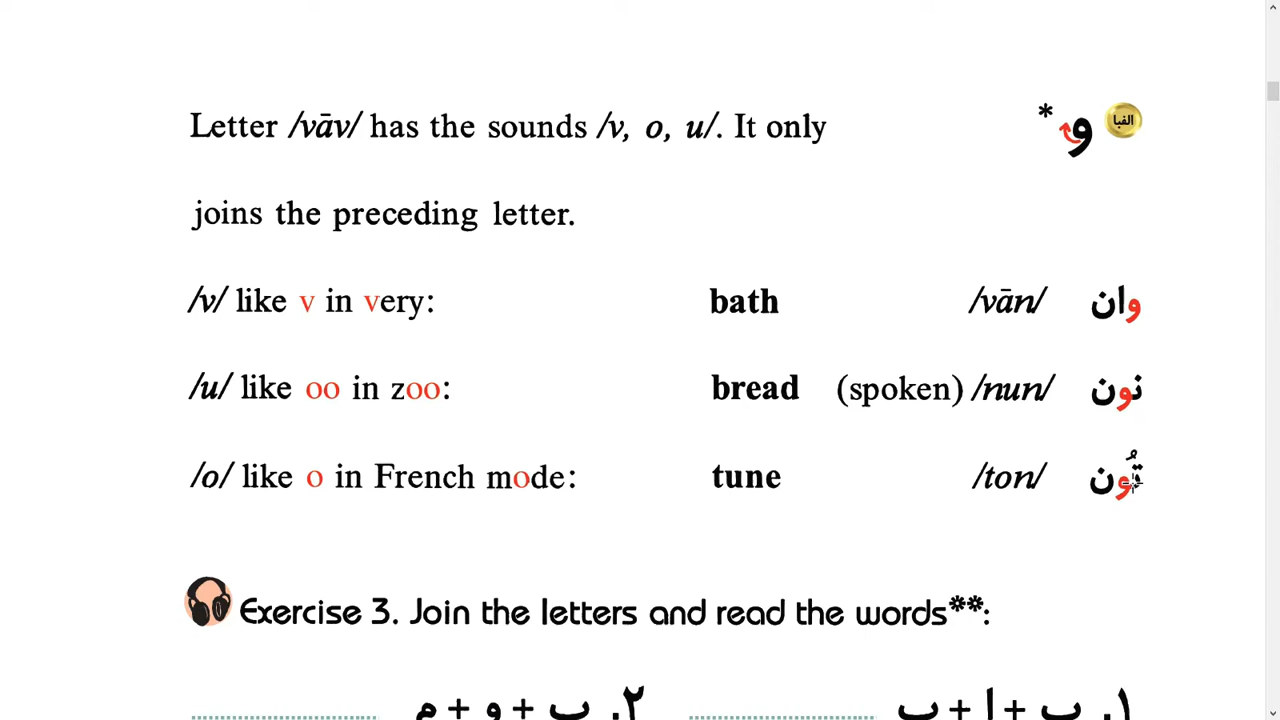 Letter /vāv/ has the sounds /v, o, u/. It only * و الفبا
joins the preceding letter.
/v/ like v in very: bath /vān/ وان
/u/ like oo in zoo: bread (spoken) /nun/ نون
/o/ like o in French mode: tune /ton/ تُون
Exercise 3. Join the letters and read the words**:
۱. ب + ا + ب ............ ۲. ب + و + م ............